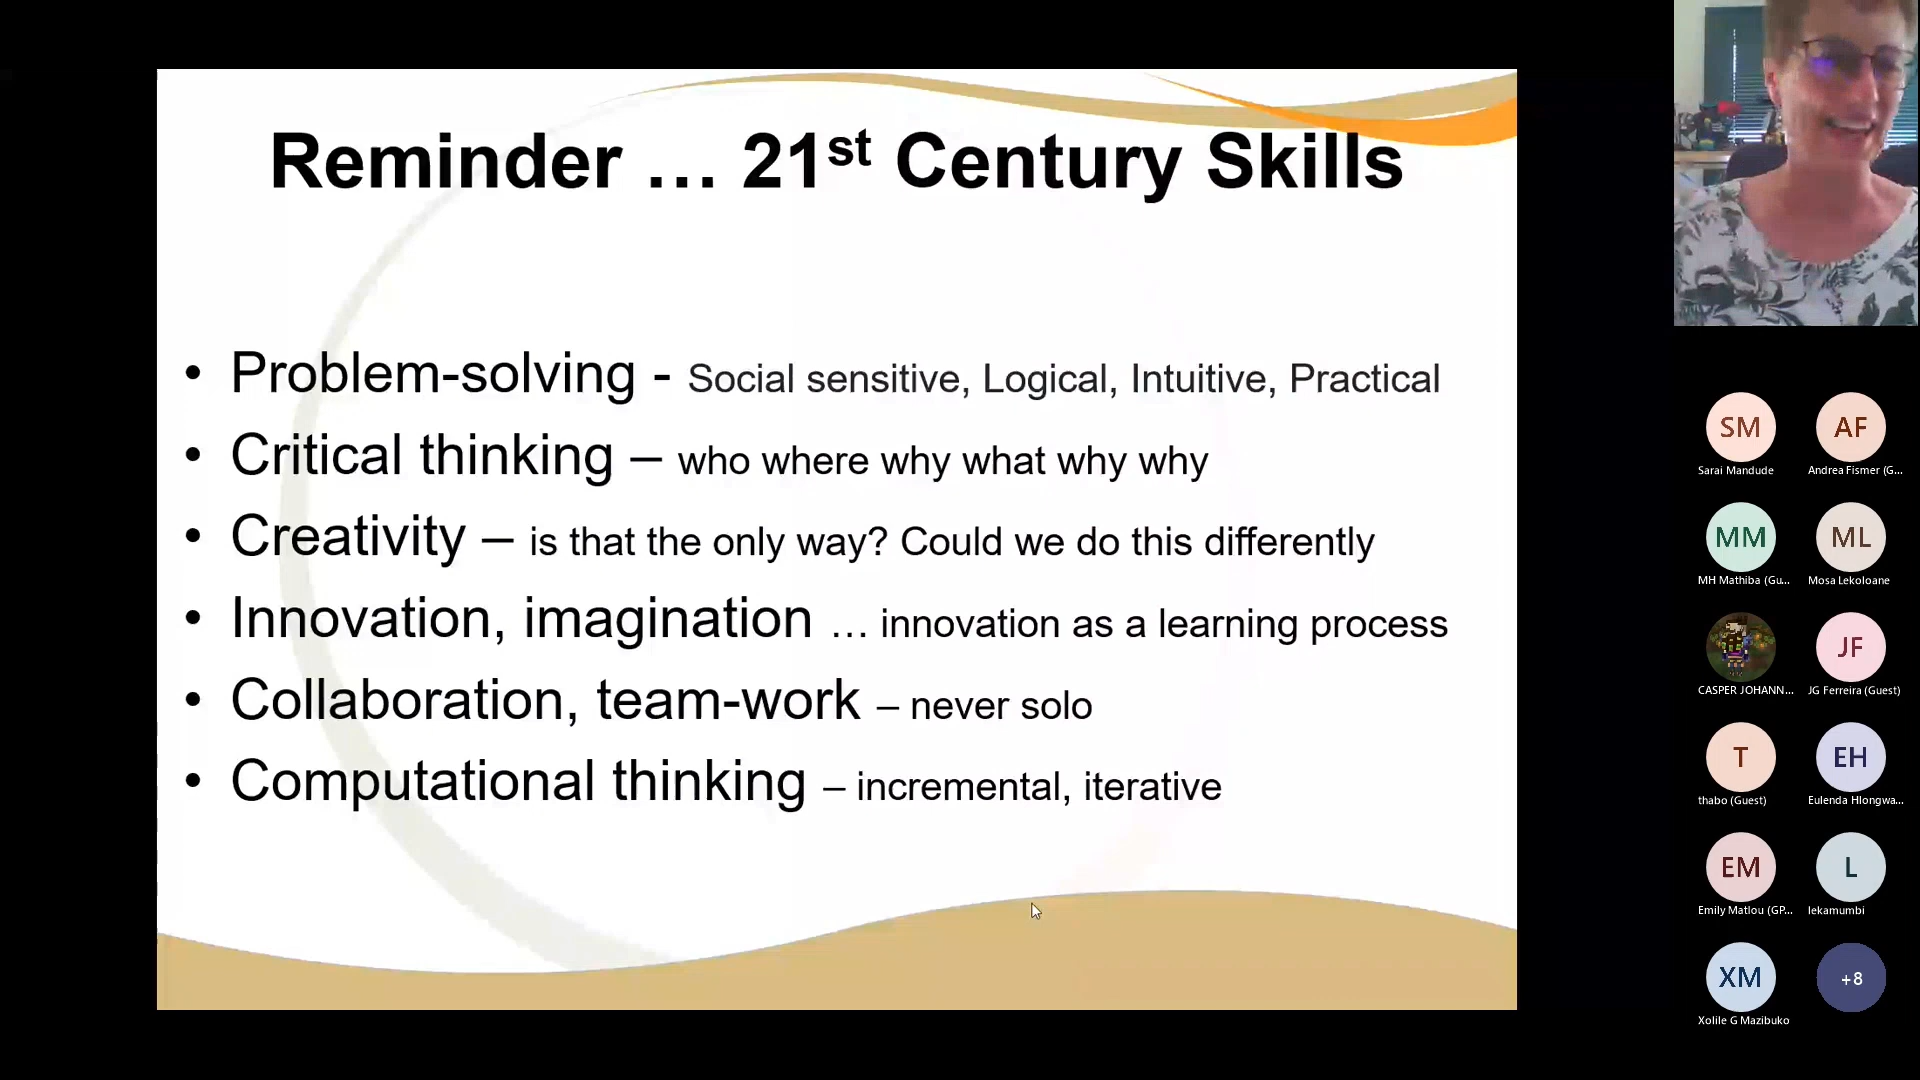 Reminder … 21st Century Skills
• Problem-solving - Social sensitive, Logical, Intuitive, Practical
• Critical thinking – who where why what why why
• Creativity – is that the only way? Could we do this differently
• Innovation, imagination … innovation as a learning process
• Collaboration, team-work – never solo
• Computational thinking – incremental, iterative
SM AF
Sarai Mandude Andrea Fismer (G...
MM ML
MH Mathiba (Gu... Mosa Lekoloane
JF
CASPER JOHANN... JG Ferreira (Guest)
T EH
thabo (Guest) Eulenda Hlongwa...
EM L
Emily Matlou (GP... lekamumbi
XM +8
Xolile G Mazibuko